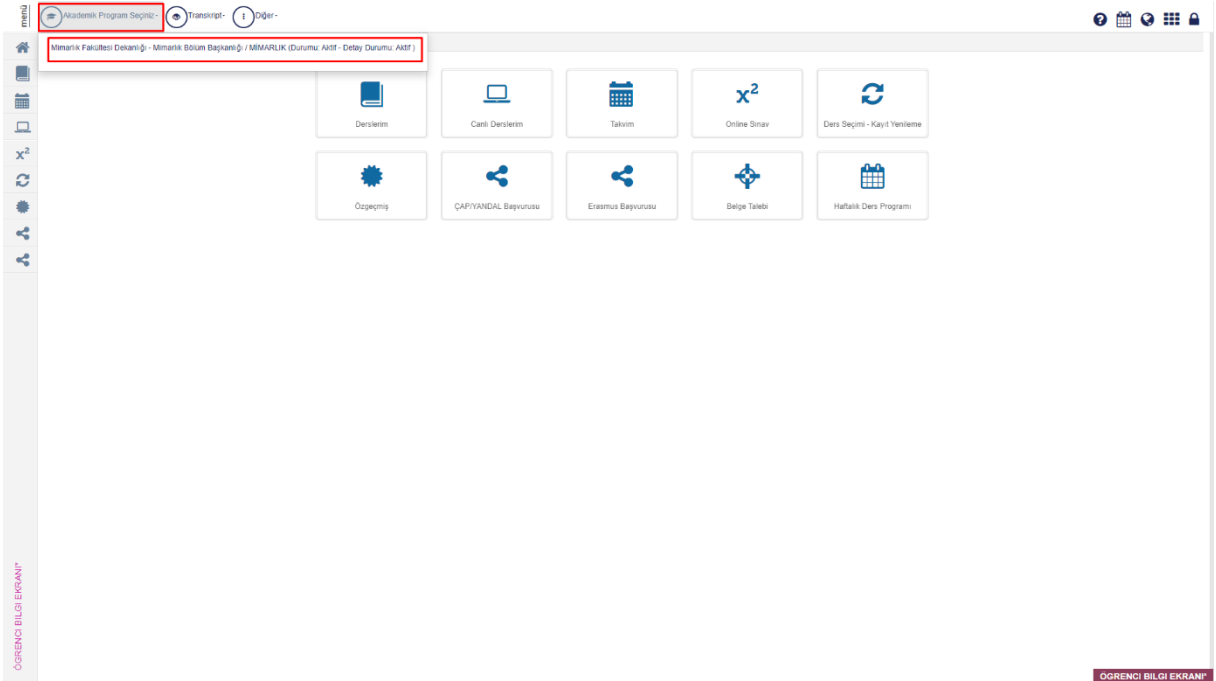 menü
Akademik Program Seçiniz- Transkript- Diğer-
Mimarlık Fakültesi Dekanlığı - Mimarlık Bölüm Başkanlığı / MİMARLIK (Durumu: Aktif - Detay Durumu: Aktif )
Derslerim Canlı Derslerim Takvim Online Sınav Ders Seçimi - Kayıt Yenileme
Özgeçmiş ÇAP/YANDAL Başvurusu Erasmus Başvurusu Belge Talebi Haftalık Ders Programı
ÖGRENCI BILGI EKRANI*
ÖGRENCI BILGI EKRANI*